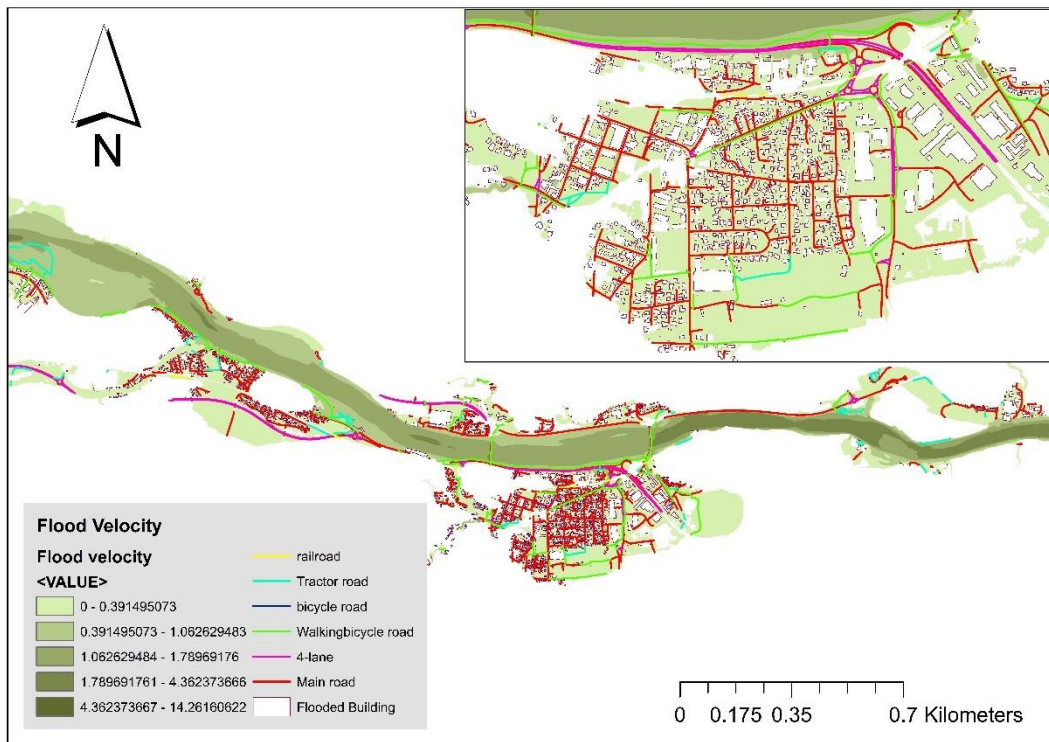 N
Flood Velocity
Flood velocity
<VALUE>
0 - 0.391495073
0.391495073 - 1.062629483
1.062629484 - 1.78969176
1.789691761 - 4.362373666
4.362373667 - 14.26160622
railroad
Tractor road
bicycle road
Walkingbicycle road
4-lane
Main road
Flooded Building
0 0.175 0.35 0.7 Kilometers